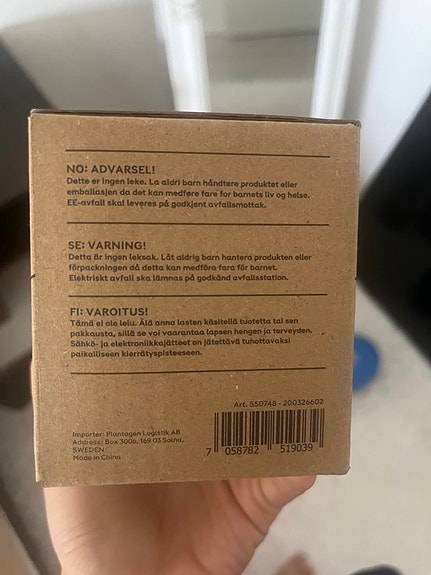 NO: ADVARSEL!
Dette er ingen leke. La aldri barn håndtere produktet eller
emballasjen da det kan medføre fare for barnets liv og helse.
EE-avfall skal leveres på godkjent avfallsmottak.
SE: VARNING!
Detta är ingen leksak. Låt aldrig barn hantera produkten eller
förpackningen då detta kan medföra fara för barnet.
Elektriskt avfall ska lämnas på godkänd avfallsstation.
FI: VAROITUS!
Tämä ei ole lelu. Älä anna lasten käsitellä tuotetta tai sen
pakkausta, sillä se voi vaarantaa lapsen hengen ja terveyden.
Sähkö- ja elektroniikkajätteet on jätettävä tuhottavaksi
paikalliseen kierrätyspisteeseen.
Art. 550748 - 200326602
Importer: Plantagen Logistik AB
Address: Box 3006, 169 03 Solna,
SWEDEN
Made in China
7 058782 519039